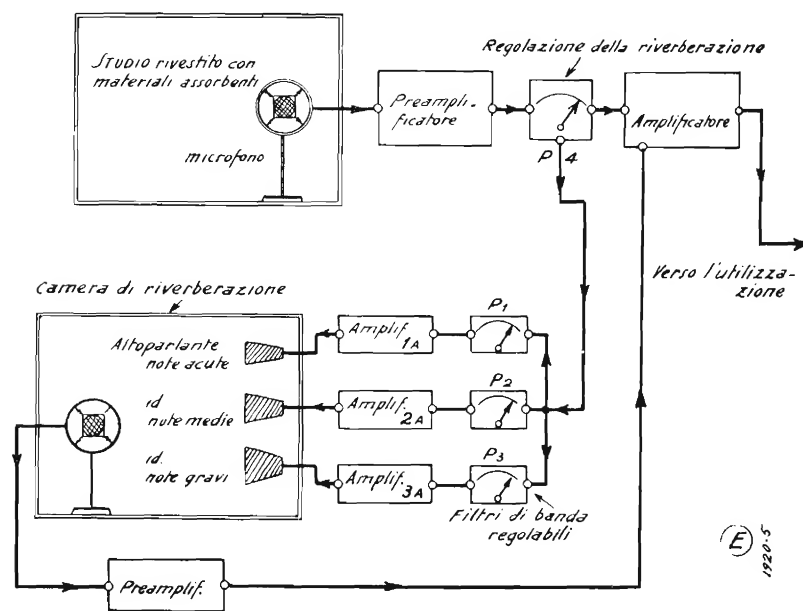 STUDIO rivestito con
materiali assorbenti
microfono
Preampli-
ficatore
Regolazione della riverberazione
P 4
Amplificatore
Verso l'utilizza-
zione
Camera di riverberazione
Altoparlante
note acute
id
note medie
id.
note gravi
Amplif.
1A
Amplif.
2A
Amplif.
3A
P1
P2
P3
Filtri di banda
regolabili
Preamplif.
E
1920-5